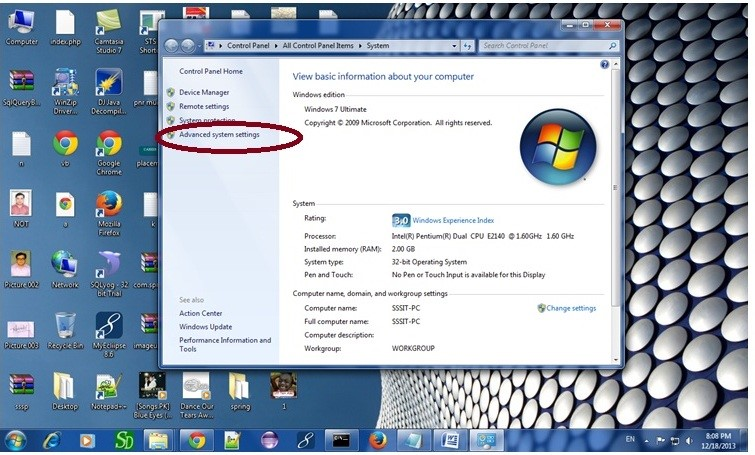 Computer
index.php
Camtasia
Studio 7
STS
Short
SqlQueryB...
WinZip
Driver...
DJ Java
Decompil...
pnr mu
n
vb
Google
Chrome
placem
NOT
a
Mozilla
Firefox
k
Picture 002
Network
SQLyog - 32
bit Trial
com.sps
Picture 003
Recycle Bin
MyEclipse
8.6
imageu
sssp
Desktop
Notepad++
[Songs.PK]
Blue Eyes (...
Dance Our
Tears Aw...
spring
1
Control Panel
All Control Panel Items
System
Search Control Panel
Control Panel Home
Device Manager
Remote settings
System protection
Advanced system settings
See also
Action Center
Windows Update
Performance Information and
Tools
View basic information about your computer
Windows edition
Windows 7 Ultimate
Copyright © 2009 Microsoft Corporation. All rights reserved.
System
Rating:
3.0 Windows Experience Index
Processor:
Intel(R) Pentium(R) Dual CPU E2140 @ 1.60GHz 1.60 GHz
Installed memory (RAM):
2.00 GB
System type:
32-bit Operating System
Pen and Touch:
No Pen or Touch Input is available for this Display
Computer name, domain, and workgroup settings
Computer name:
SSSIT-PC
Change settings
Full computer name:
SSSIT-PC
Computer description:
Workgroup:
WORKGROUP
EN
8:08 PM
12/18/2013